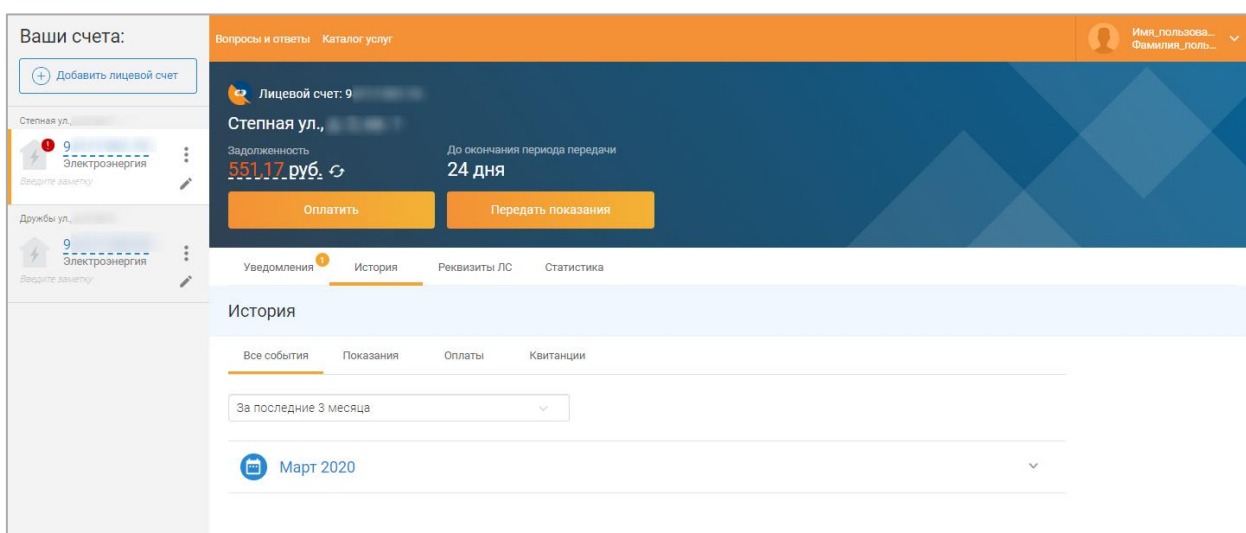 Ваши счета:
Добавить лицевой счет
Степная ул.,
9
Электроэнергия
Введите заметку
Дружбы ул.,
9
Электроэнергия
Введите заметку
Вопросы и ответы Каталог услуг
Имя_пользова...
Фамилия_поль...
Лицевой счет: 9
Степная ул.,
Задолженность
До окончания периода передачи
551,17 руб.
24 дня
Оплатить
Передать показания
Уведомления 1 История Реквизиты ЛС Статистика
История
Все события Показания Оплаты Квитанции
За последние 3 месяца
Март 2020